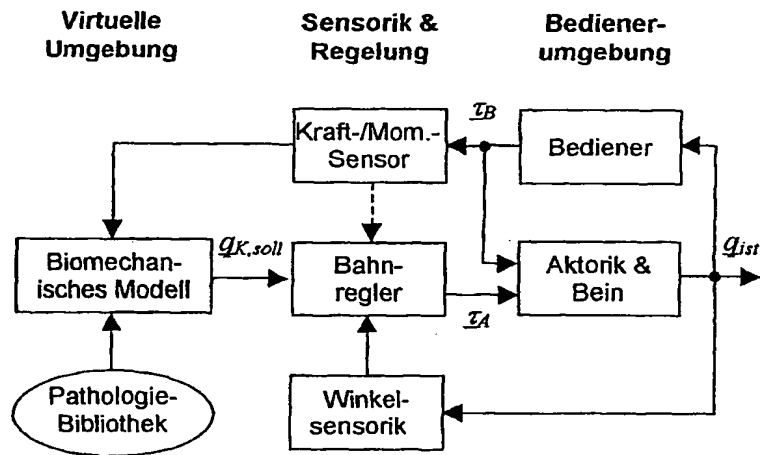 Virtuelle
Umgebung
Sensorik &
Regelung
Bediener-
umgebung
Kraft-/Mom.-
Sensor
τB
Bediener
Biomechan-
isches Modell
qK,soll
Bahn-
regler
τA
Aktorik &
Bein
qist
Pathologie-
Bibliothek
Winkel-
sensorik